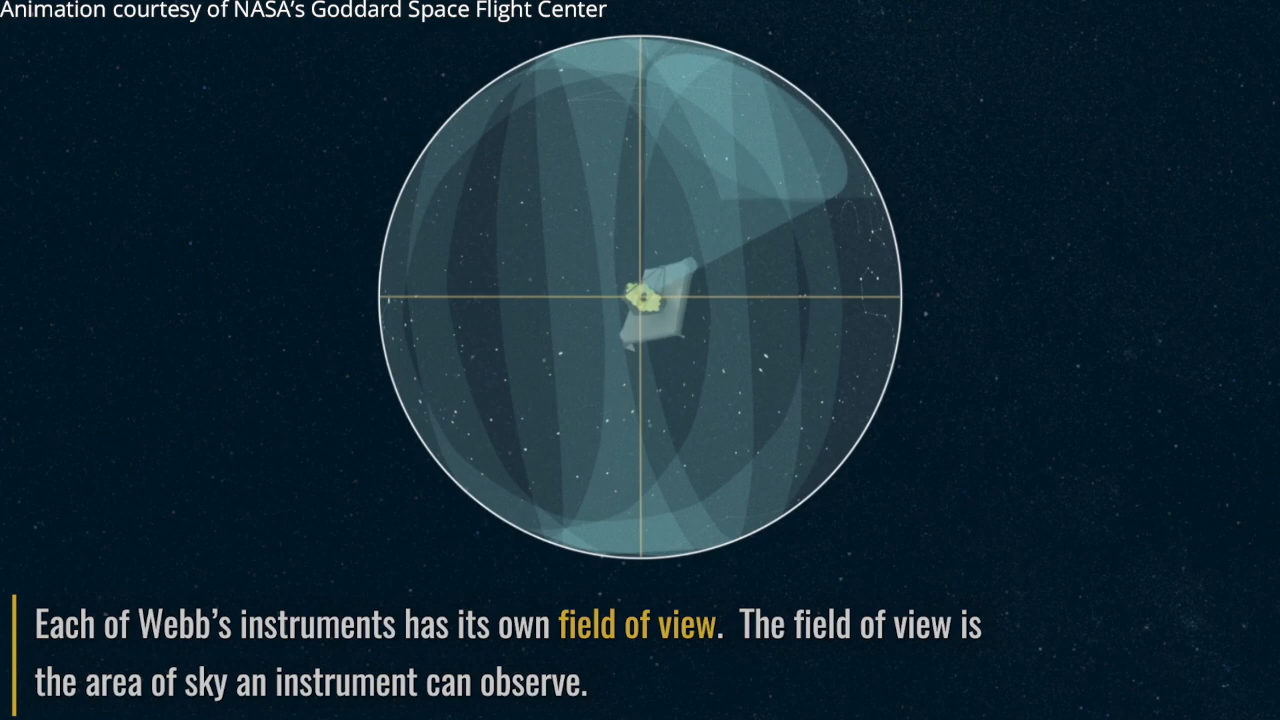 Animation courtesy of NASA’s Goddard Space Flight Center
Each of Webb’s instruments has its own field of view.  The field of view is
the area of sky an instrument can observe.